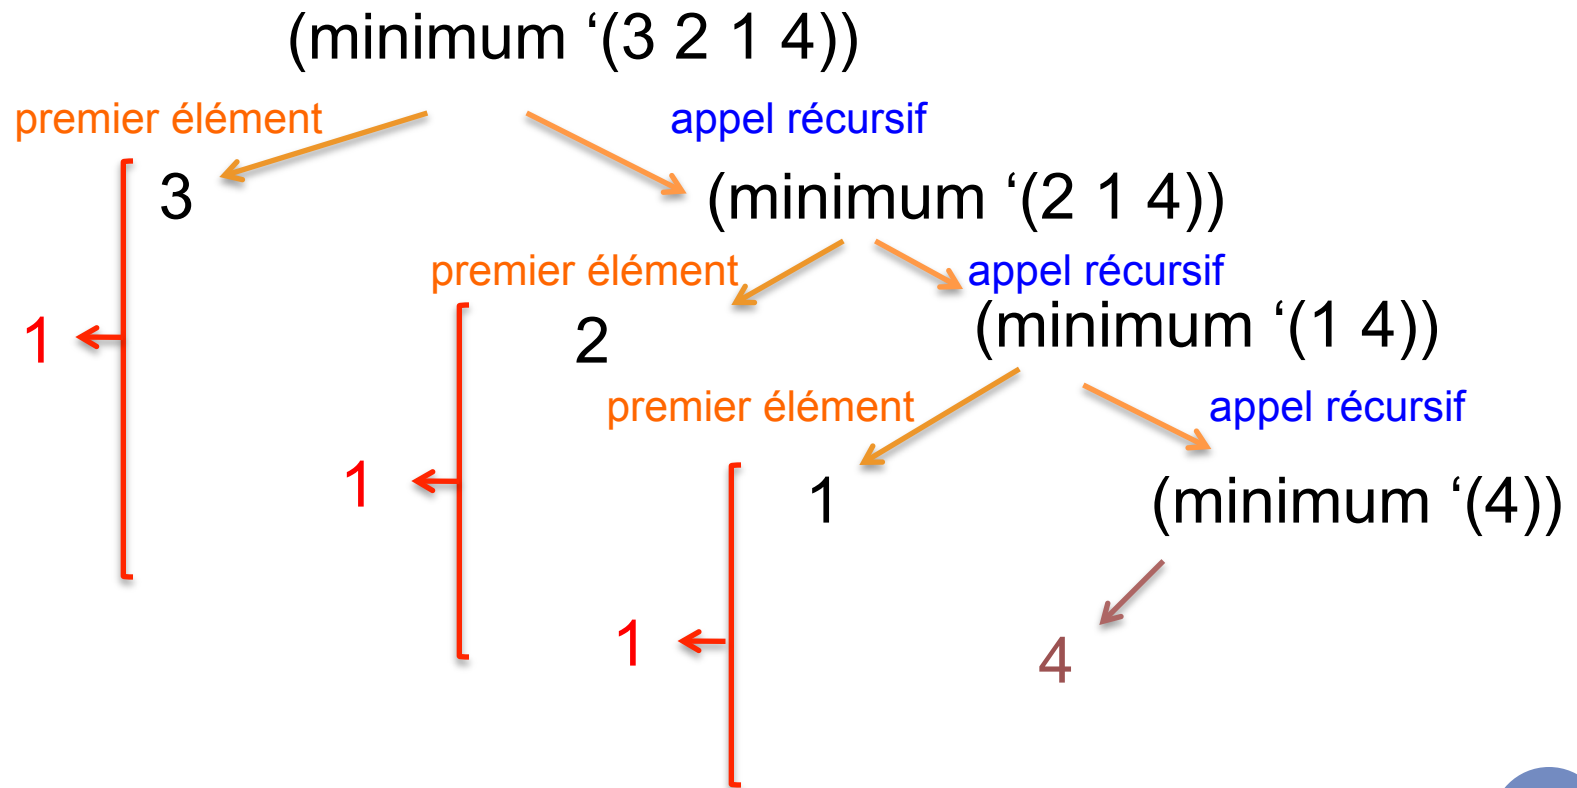 (minimum ‘(3 2 1 4))
premier élément
appel récursif
3
(minimum ‘(2 1 4))
premier élément
appel récursif
1
2
(minimum ‘(1 4))
premier élément
appel récursif
1
1
(minimum ‘(4))
1
4